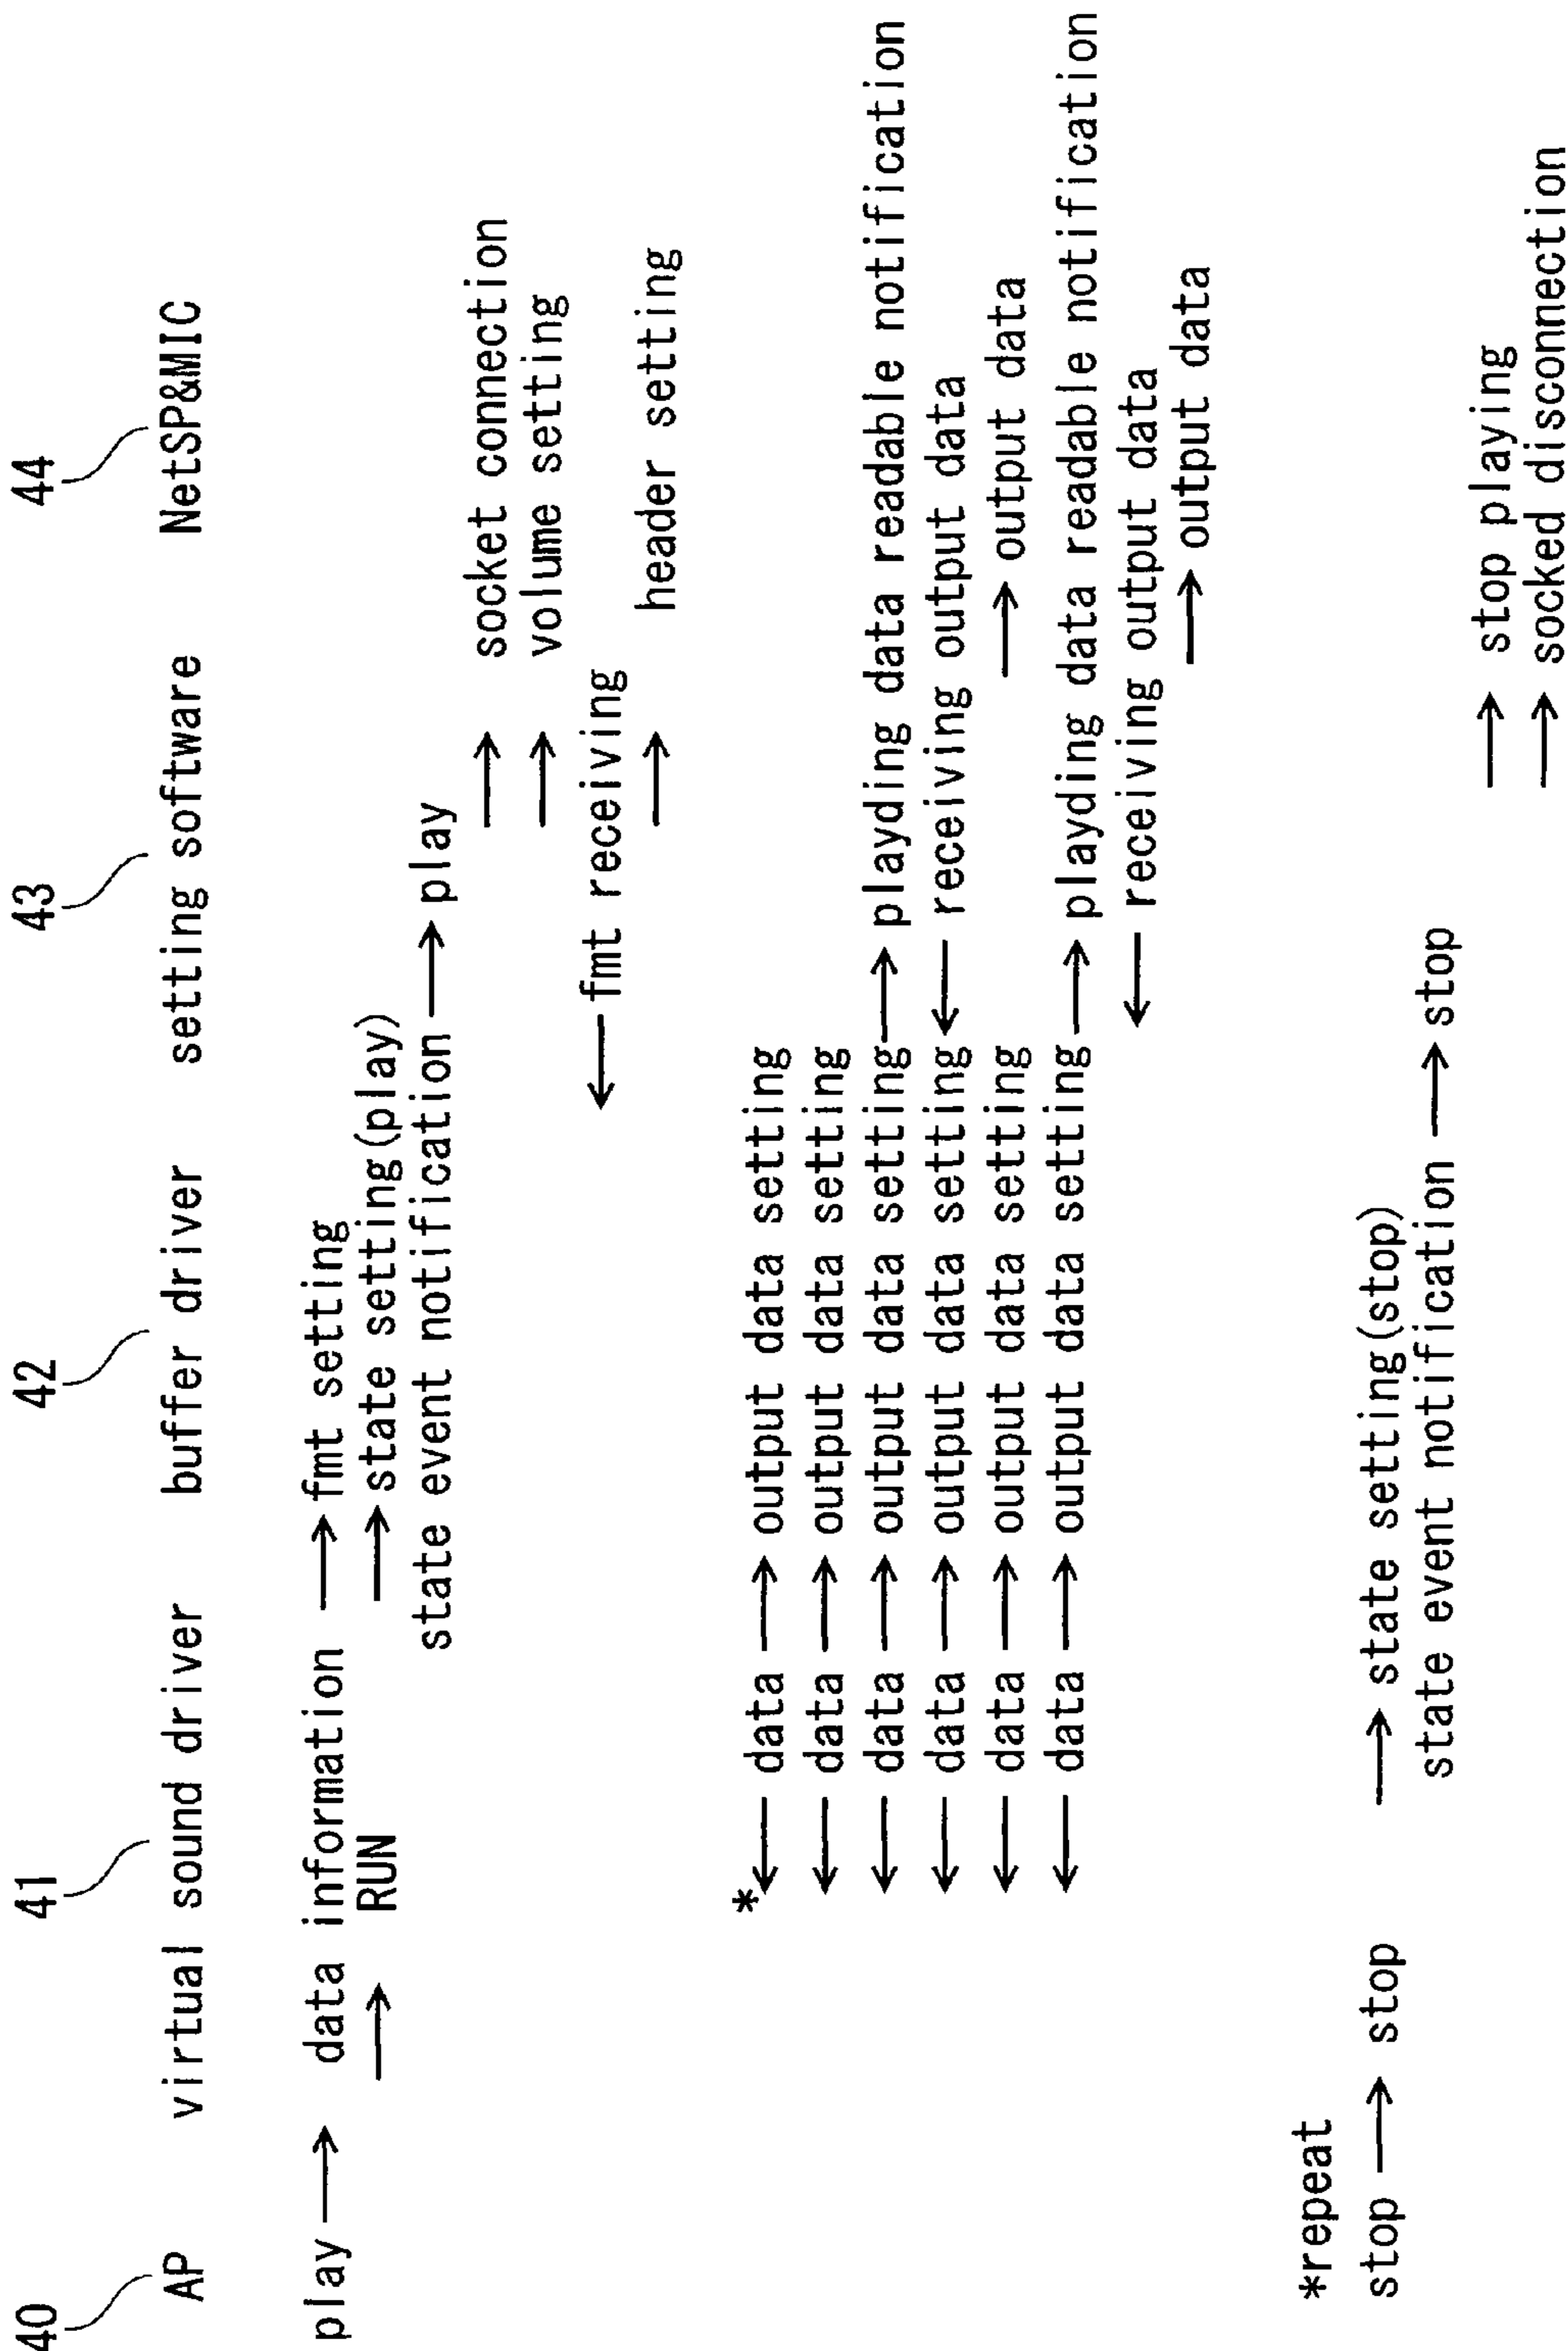 40 41 42 43 44
AP virtual sound driver buffer driver setting software NetSP&MIC
play → data information → fmt setting
→ RUN → state setting(play)
state event notification → play
→ socket connection
→ volume setting
← fmt receiving
→ header setting
*← data → output data setting
← data → output data setting
← data → output data setting → playding data readable notification
← data → output data setting ← receiving output data
← data → output data setting → output data
← data → output data setting → playding data readable notification
← receiving output data
→ output data
*repeat
stop → stop → state setting(stop)
state event notification → stop
→ stop playing
→ socked disconnection